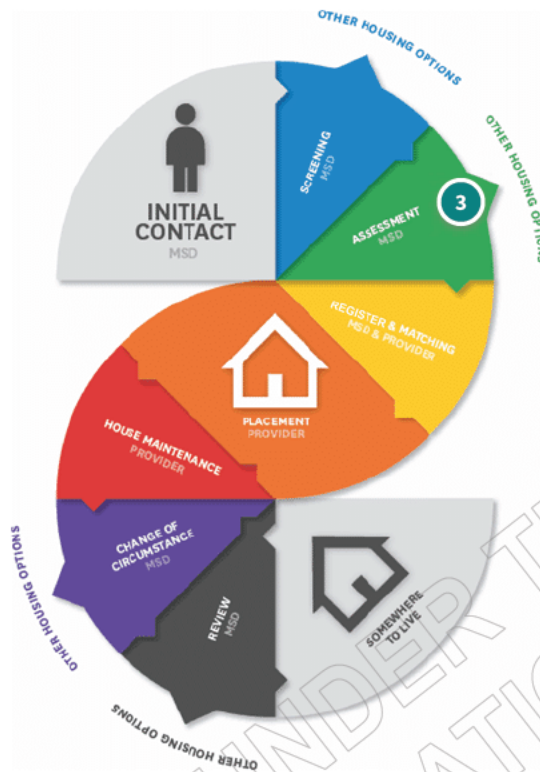 OTHER HOUSING OPTIONS
SCREENING
MSD
OTHER HOUSING OPTIONS
3
ASSESSMENT
MSD
INITIAL
CONTACT
MSD
REGISTER & MATCHING
MSD & PROVIDER
PLACEMENT
PROVIDER
HOUSE MAINTENANCE
PROVIDER
CHANGE OF
CIRCUMSTANCE
MSD
OTHER HOUSING OPTIONS
REVIEW
MSD
SOMEWHERE
TO LIVE
OTHER HOUSING OPTIONS
UNDER